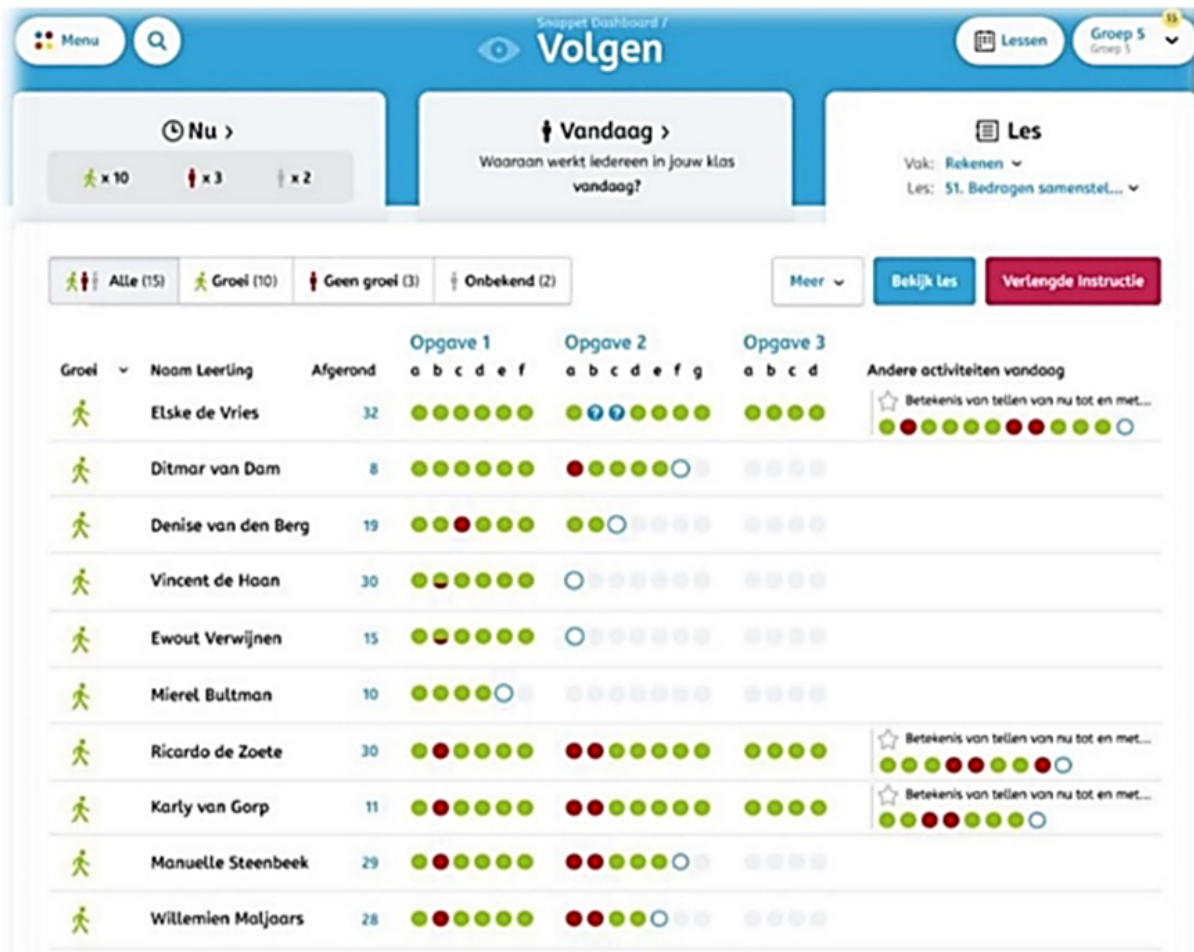 Snappet Dashboard /
Menu
Volgen
Lessen
Groep 5
Groep 5
15
Nu >
x 10 x 3 x 2
Vandaag >
Waaraan werkt iedereen in jouw klas
vandaag?
Les
Vak: Rekenen
Les: 51. Bedragen samenstel...
Alle (15) Groei (10) Geen groei (3) Onbekend (2)
Meer Bekijk les Verlengde Instructie
Opgave 1 Opgave 2 Opgave 3
Groei Naam Leerling Afgerond a b c d e f a b c d e f g a b c d Andere activiteiten vandaag
Elske de Vries 32 ? ? Betekenis van tellen van nu tot en met...
Ditmar van Dam 8
Denise van den Berg 19
Vincent de Haan 30
Ewout Verwijnen 15
Mierel Bultman 10
Ricardo de Zoete 30 Betekenis van tellen van nu tot en met...
Karly van Gorp 11 Betekenis van tellen van nu tot en met...
Manuelle Steenbeek 29
Willemien Maljaars 28